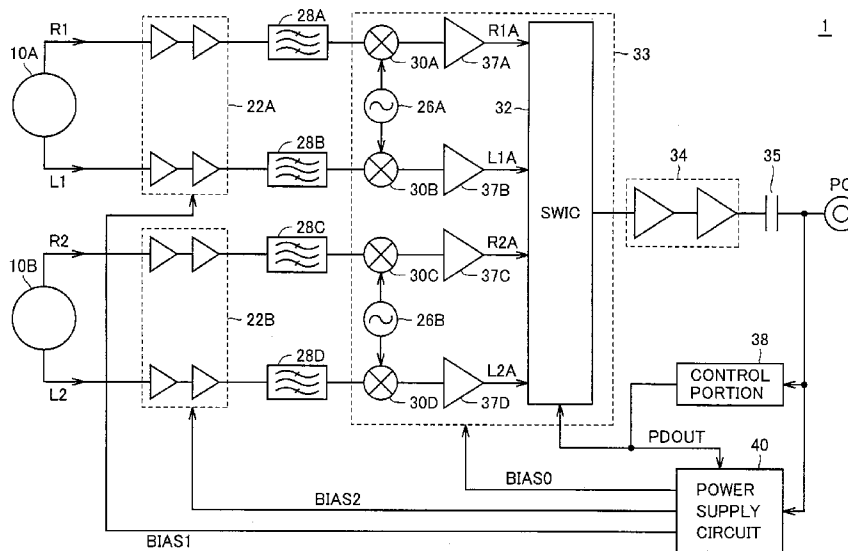 1
R1
10A
28A
R1A
33
30A
37A
22A
26A
32
28B
L1
L1A
34
35
PO
30B
37B
SWIC
R2
28C
R2A
10B
30C
37C
22B
26B
28D
L2A
38
L2
30D
37D
CONTROL
PORTION
PDOUT
40
BIAS0
POWER
SUPPLY
CIRCUIT
BIAS2
BIAS1